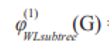 φ^{(1)}_{WLsubtree}(G) =